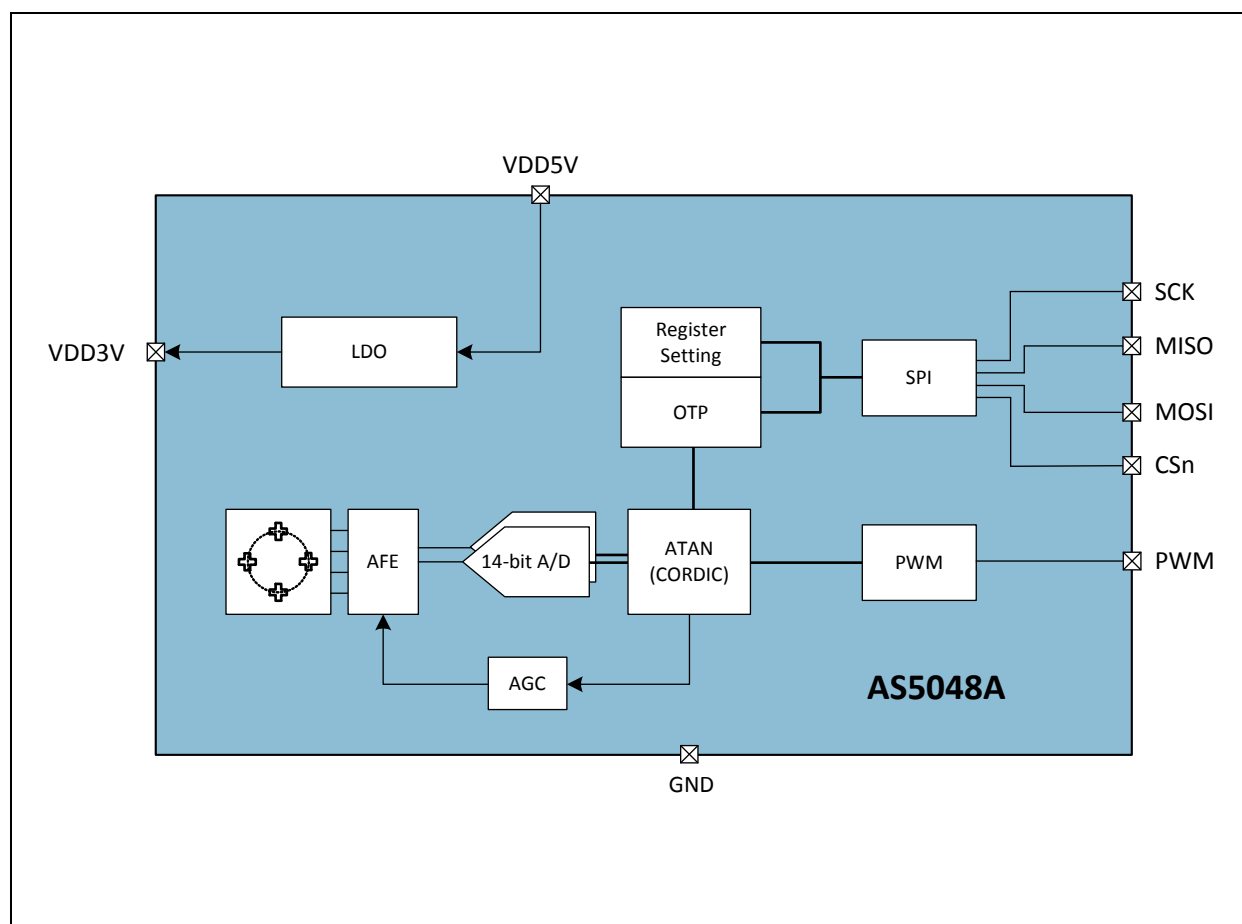 VDD5V
SCK
Register
Setting
MISO
VDD3V
LDO
SPI
OTP
MOSI
CSn
AFE
14-bit A/D
ATAN
(CORDIC)
PWM
PWM
AGC
AS5048A
GND